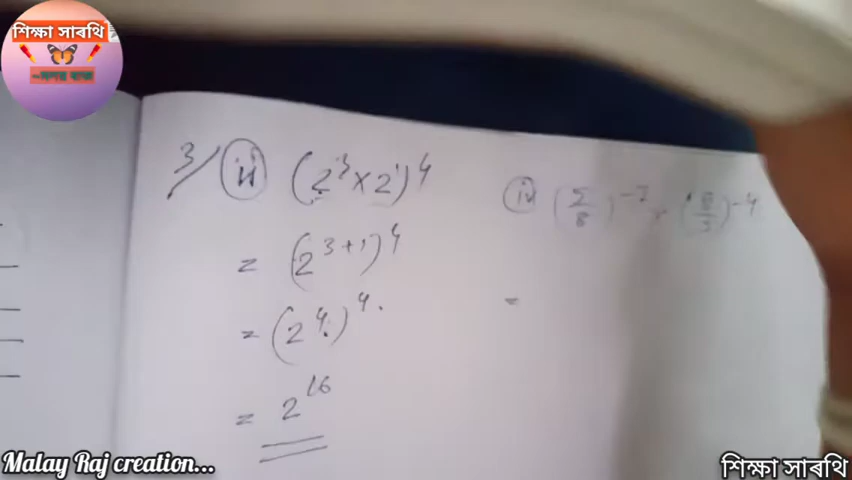 শিক্ষা সাৰথি
3/ ii (2³×2¹)⁴
= (2³⁺¹)⁴
= (2⁴)⁴
= 2¹⁶
iv (5/8)⁻⁷ × (8/5)⁻⁴
=
Malay Raj creation...
শিক্ষা সাৰথি